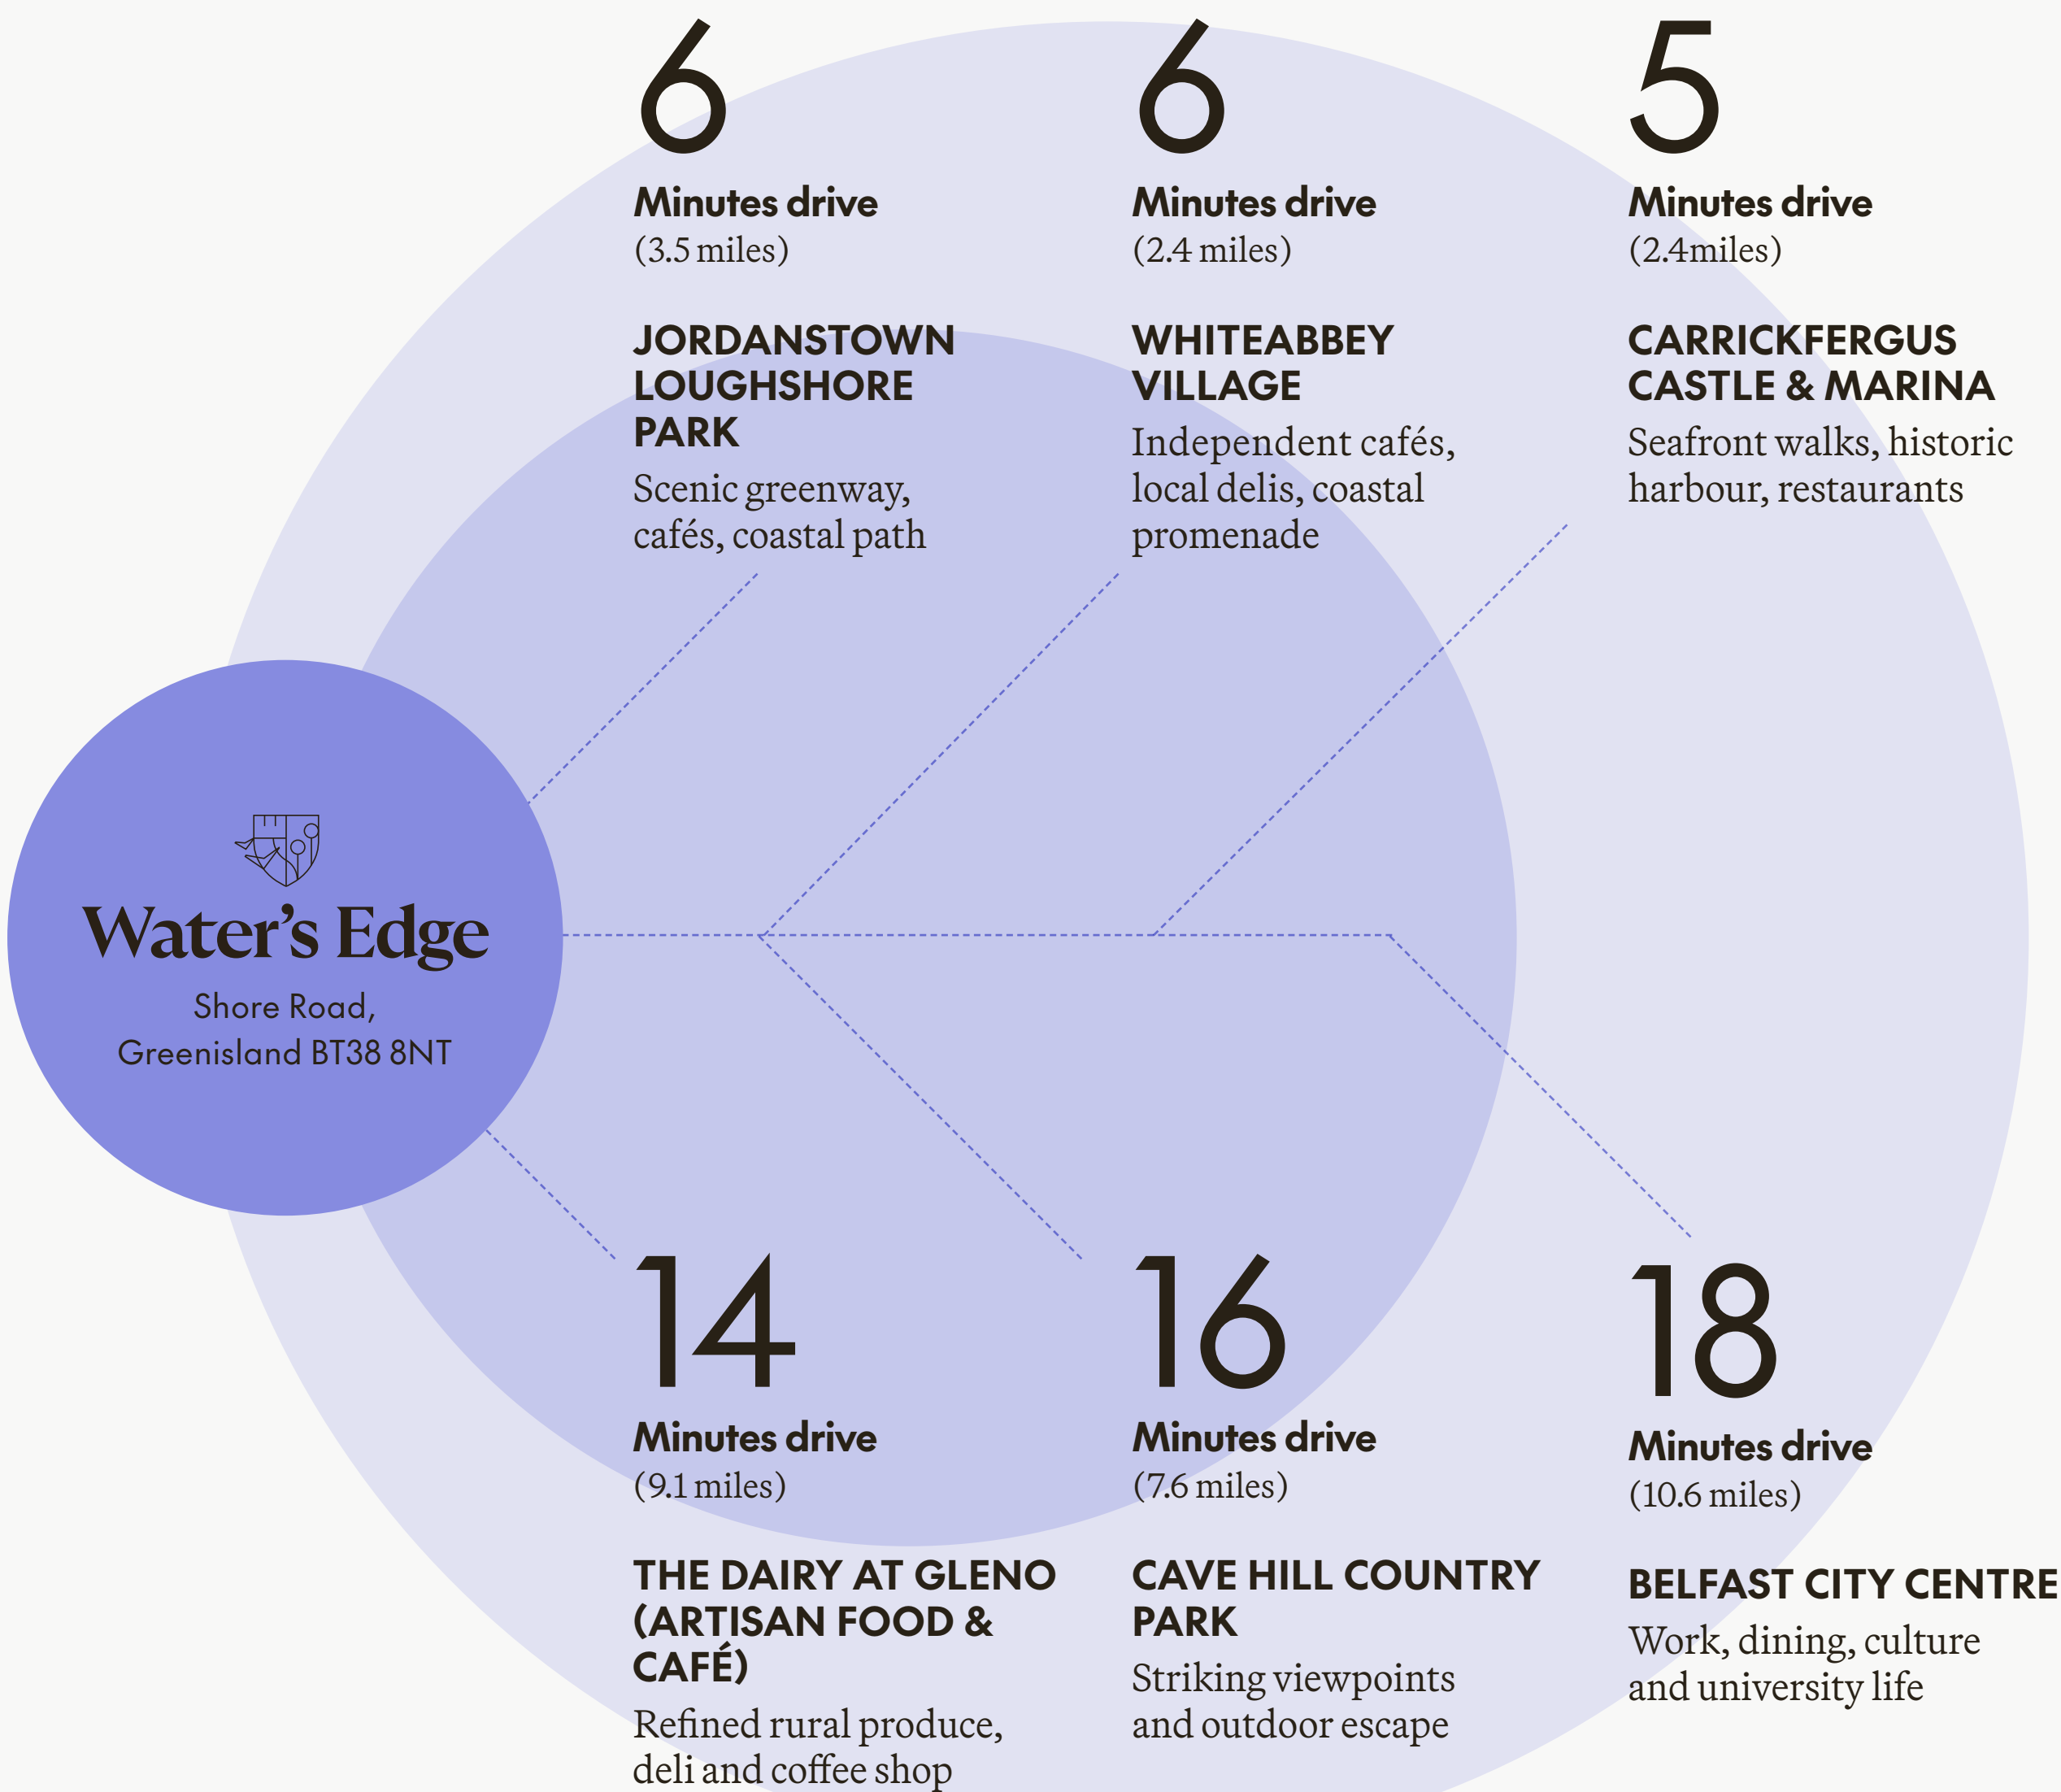 6
Minutes drive
(3.5 miles)
JORDANSTOWN
LOUGHSHORE
PARK
Scenic greenway,
cafés, coastal path
6
Minutes drive
(2.4 miles)
WHITEABBEY
VILLAGE
Independent cafés,
local delis, coastal
promenade
5
Minutes drive
(2.4miles)
CARRICKFERGUS
CASTLE & MARINA
Seafront walks, historic
harbour, restaurants
Water's Edge
Shore Road,
Greenisland BT38 8NT
14
Minutes drive
(9.1 miles)
THE DAIRY AT GLENO
(ARTISAN FOOD &
CAFÉ)
Refined rural produce,
deli and coffee shop
16
Minutes drive
(7.6 miles)
CAVE HILL COUNTRY
PARK
Striking viewpoints
and outdoor escape
18
Minutes drive
(10.6 miles)
BELFAST CITY CENTRE
Work, dining, culture
and university life